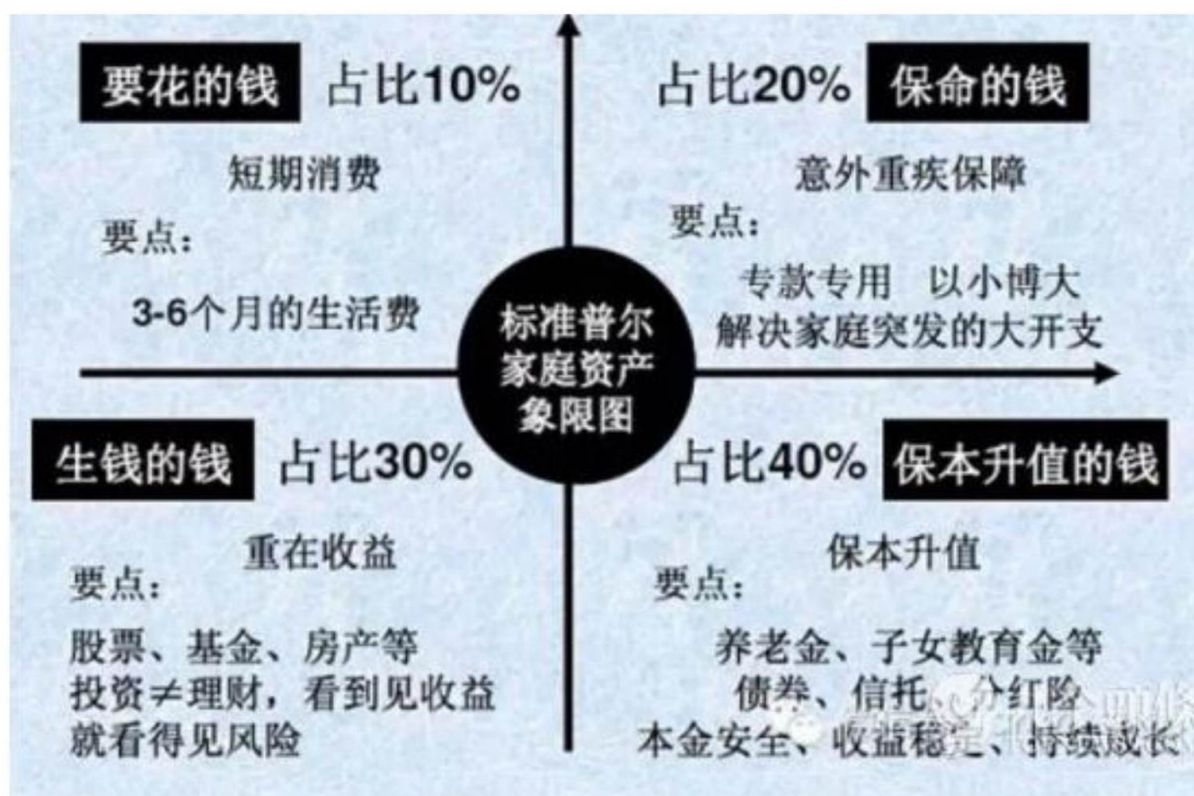 要花的钱 占比10%
短期消费
要点：
3-6个月的生活费
占比20% 保命的钱
意外重疾保障
要点：
专款专用 以小博大
解决家庭突发的大开支
标准普尔
家庭资产
象限图
生钱的钱 占比30%
重在收益
要点：
股票、基金、房产等
投资≠理财，看到见收益
就看得见风险
占比40% 保本升值的钱
保本升值
要点：
养老金、子女教育金等
债券、信托、分红险
本金安全、收益稳定、持续成长